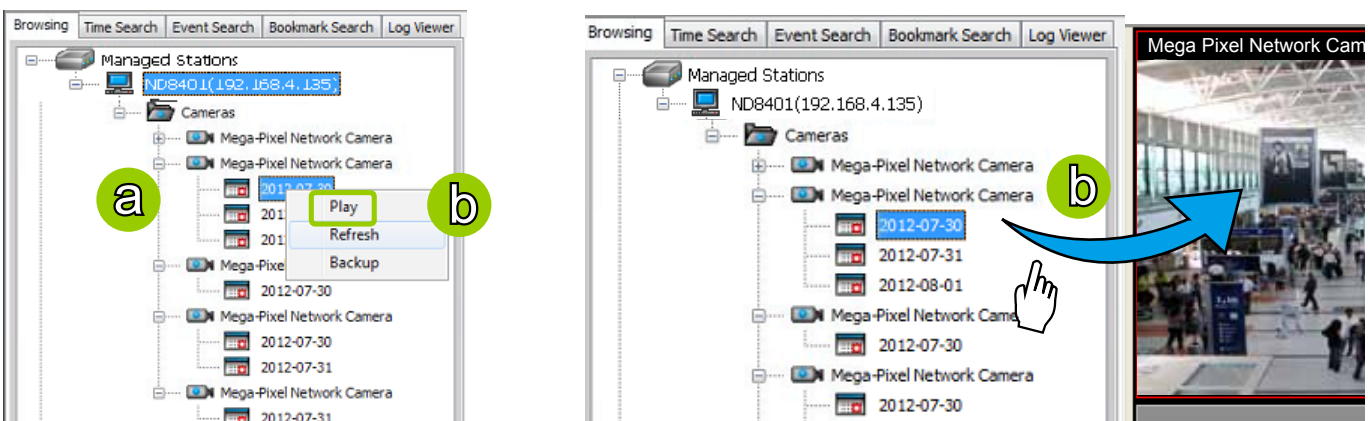 Browsing Time Search Event Search Bookmark Search Log Viewer
Managed Stations
ND8401(192.168.4.135)
Cameras
Mega-Pixel Network Camera
Mega-Pixel Network Camera
a
2012-07-30
b
Play
201
Refresh
201
Mega-Pixe
Backup
2012-07-30
Mega-Pixel Network Camera
2012-07-30
2012-07-31
Mega-Pixel Network Camera
2012-07-31
Browsing Time Search Event Search Bookmark Search Log Viewer
Managed Stations
ND8401(192.168.4.135)
Cameras
Mega-Pixel Network Camera
Mega-Pixel Network Camera
b
2012-07-30
2012-07-31
2012-08-01
Mega-Pixel Network Came
2012-07-30
Mega-Pixel Network Camera
2012-07-30
Mega Pixel Network Cam